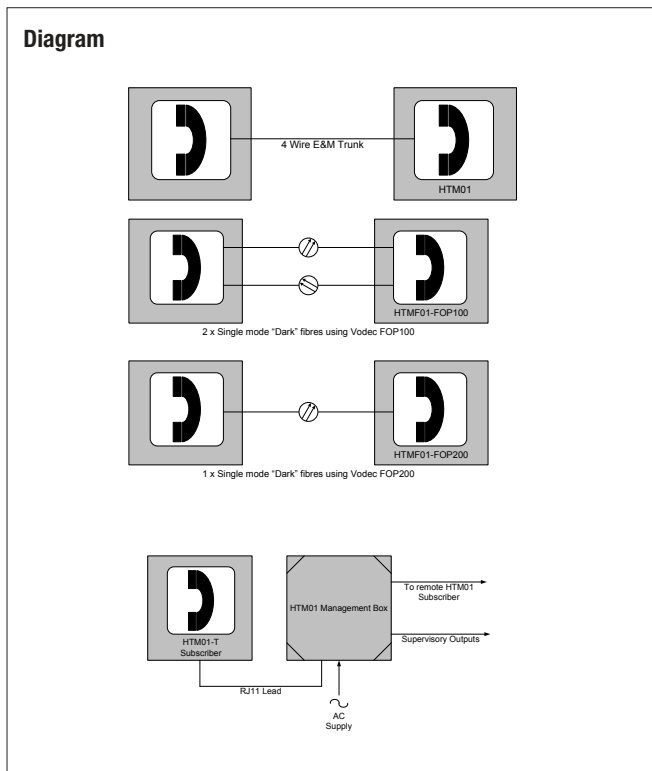 Diagram
4 Wire E&M Trunk
HTM01
HTMF01-FOP100
2 x Single mode "Dark" fibres using Vodec FOP100
HTMF01-FOP200
1 x Single mode "Dark" fibres using Vodec FOP200
HTM01-T
Subscriber
HTM01 Management Box
To remote HTM01
Subscriber
Supervisory Outputs
RJ11 Lead
AC
Supply